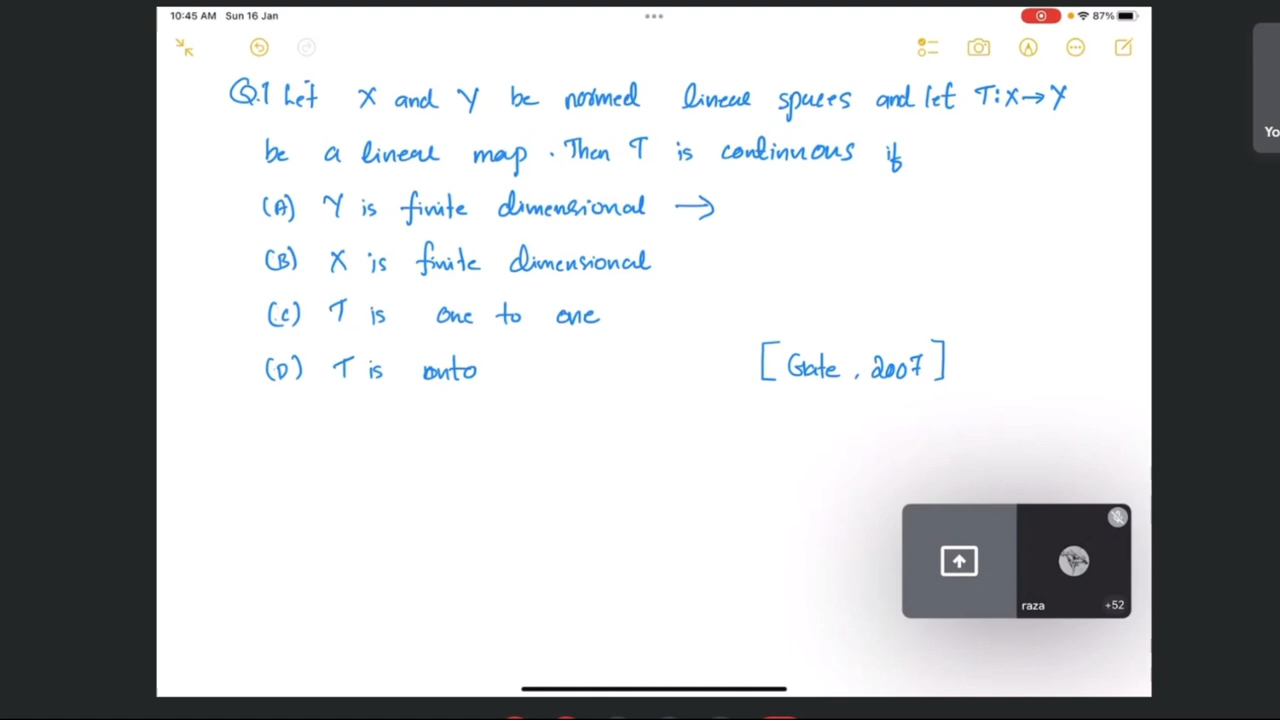 10:45 AM Sun 16 Jan
87%
Q.1 Let X and Y be normed linear spaces and let T:X→Y
be a linear map. Then T is continuous if
(A) Y is finite dimensional →
(B) X is finite dimensional
(C) T is one to one
(D) T is onto [Gate, 2007]
Yo
raza +52